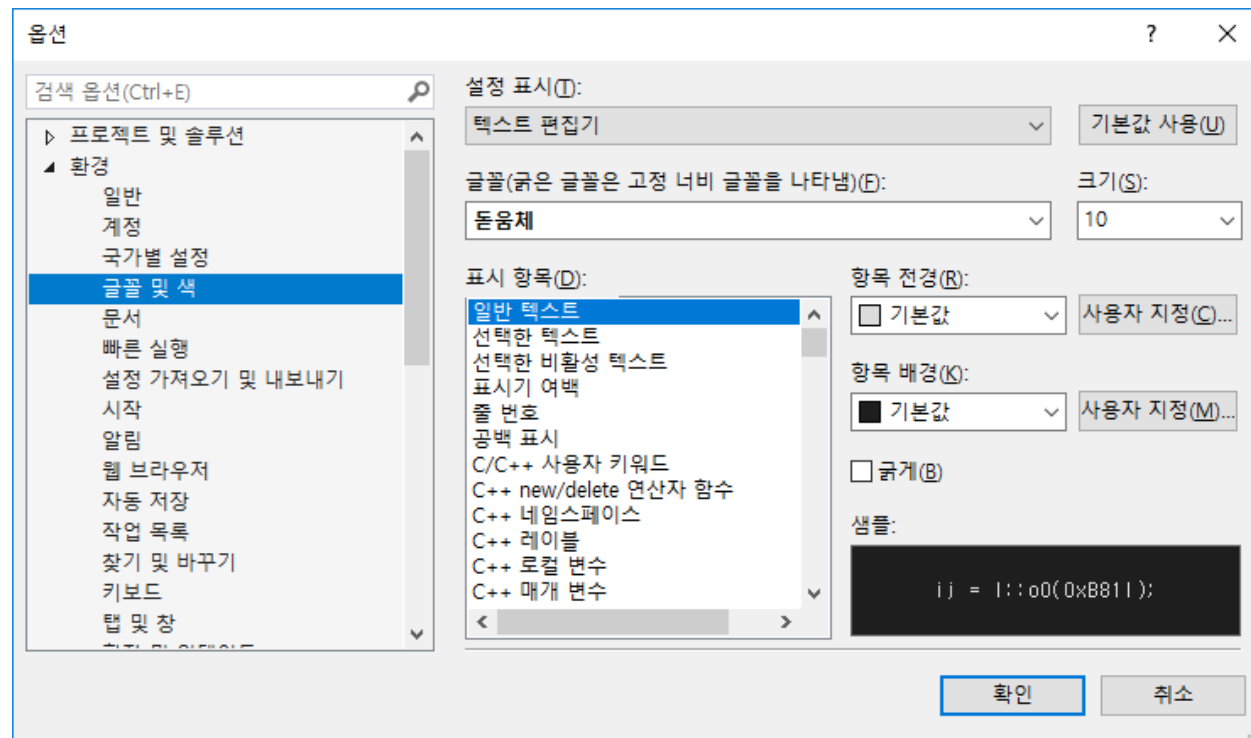 옵션
?
검색 옵션(Ctrl+E)
프로젝트 및 솔루션
환경
일반
계정
국가별 설정
글꼴 및 색
문서
빠른 실행
설정 가져오기 및 내보내기
시작
알림
웹 브라우저
자동 저장
작업 목록
찾기 및 바꾸기
키보드
탭 및 창
설정 표시(T):
텍스트 편집기
기본값 사용(U)
글꼴(굵은 글꼴은 고정 너비 글꼴을 나타냄)(F):
크기(S):
돋움체
10
표시 항목(D):
일반 텍스트
선택한 텍스트
선택한 비활성 텍스트
표시기 여백
줄 번호
공백 표시
C/C++ 사용자 키워드
C++ new/delete 연산자 함수
C++ 네임스페이스
C++ 레이블
C++ 로컬 변수
C++ 매개 변수
항목 전경(R):
기본값
사용자 지정(C)...
항목 배경(K):
기본값
사용자 지정(M)...
굵게(B)
샘플:
ij = I::oO(0xB81l);
확인
취소